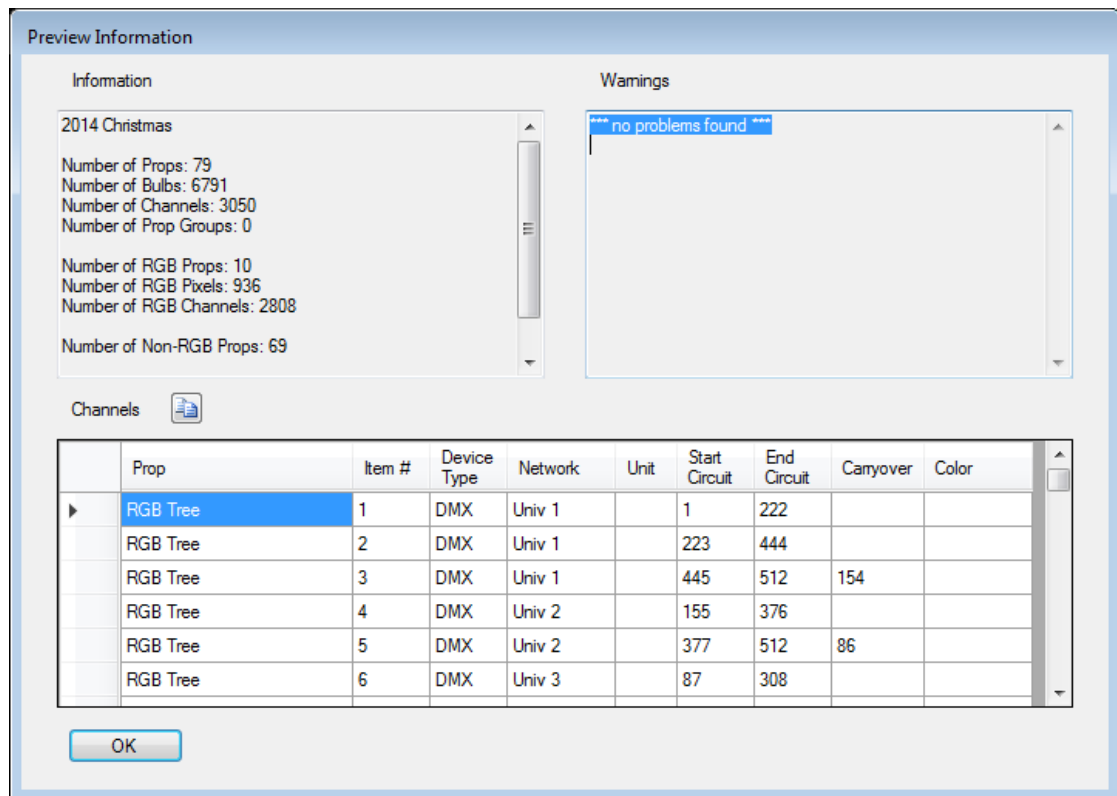 Preview Information
Information
Warnings
2014 Christmas
Number of Props: 79
Number of Bulbs: 6791
Number of Channels: 3050
Number of Prop Groups: 0
Number of RGB Props: 10
Number of RGB Pixels: 936
Number of RGB Channels: 2808
Number of Non-RGB Props: 69
*** no problems found ***
Channels
Prop Item # Device Type Network Unit Start Circuit End Circuit Carryover Color
RGB Tree 1 DMX Univ 1 1 222
RGB Tree 2 DMX Univ 1 223 444
RGB Tree 3 DMX Univ 1 445 512 154
RGB Tree 4 DMX Univ 2 155 376
RGB Tree 5 DMX Univ 2 377 512 86
RGB Tree 6 DMX Univ 3 87 308
OK